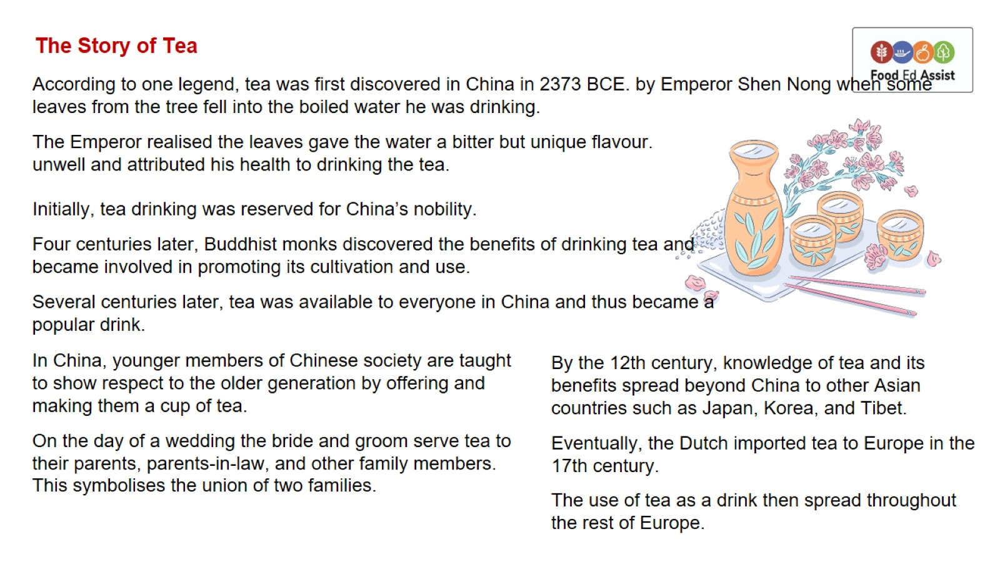 The Story of Tea
Food Ed Assist
According to one legend, tea was first discovered in China in 2373 BCE. by Emperor Shen Nong when some
leaves from the tree fell into the boiled water he was drinking.
The Emperor realised the leaves gave the water a bitter but unique flavour.
unwell and attributed his health to drinking the tea.
Initially, tea drinking was reserved for China’s nobility.
Four centuries later, Buddhist monks discovered the benefits of drinking tea and
became involved in promoting its cultivation and use.
Several centuries later, tea was available to everyone in China and thus became a
popular drink.
In China, younger members of Chinese society are taught
to show respect to the older generation by offering and
making them a cup of tea.
On the day of a wedding the bride and groom serve tea to
their parents, parents-in-law, and other family members.
This symbolises the union of two families.
By the 12th century, knowledge of tea and its
benefits spread beyond China to other Asian
countries such as Japan, Korea, and Tibet.
Eventually, the Dutch imported tea to Europe in the
17th century.
The use of tea as a drink then spread throughout
the rest of Europe.